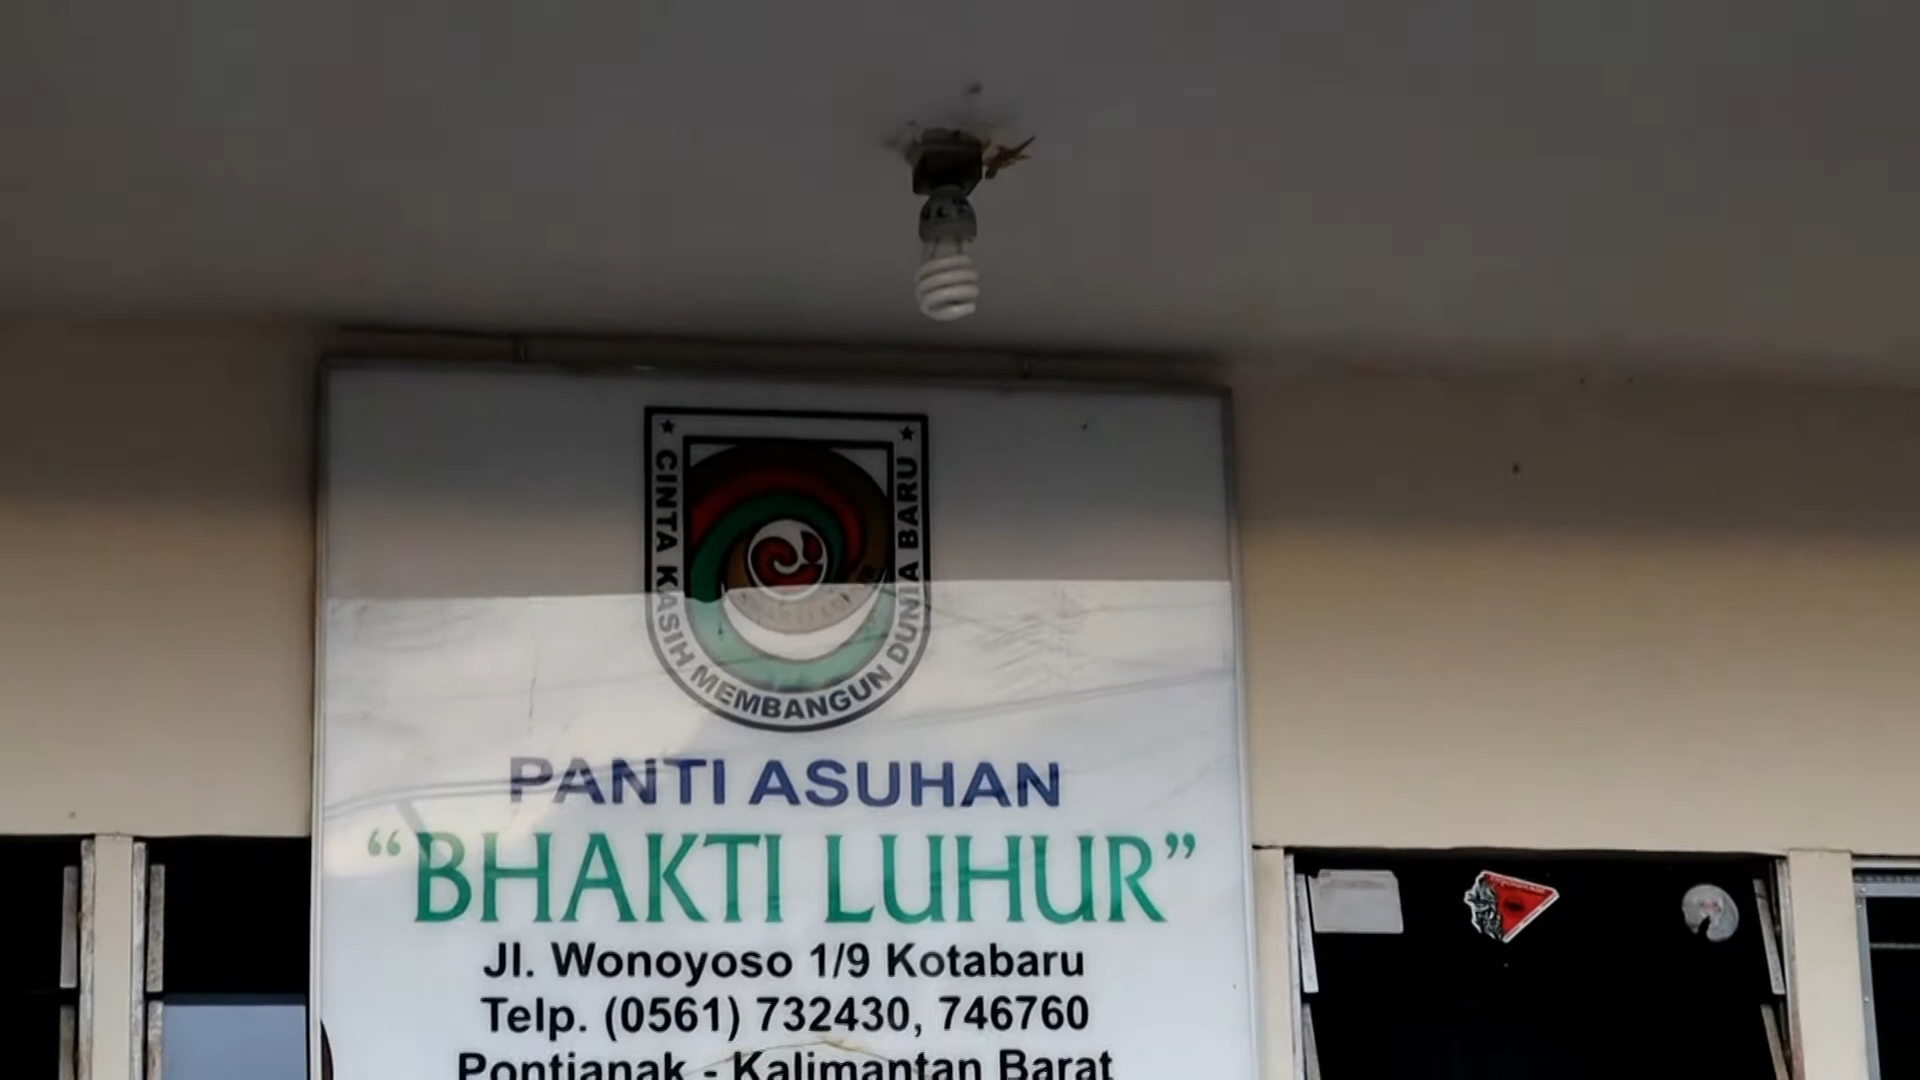 CINTA KASIH MEMBANGUN DUNIA BARU
PANTI ASUHAN
“BHAKTI LUHUR”
Jl. Wonoyoso 1/9 Kotabaru
Telp. (0561) 732430, 746760
Pontianak - Kalimantan Barat